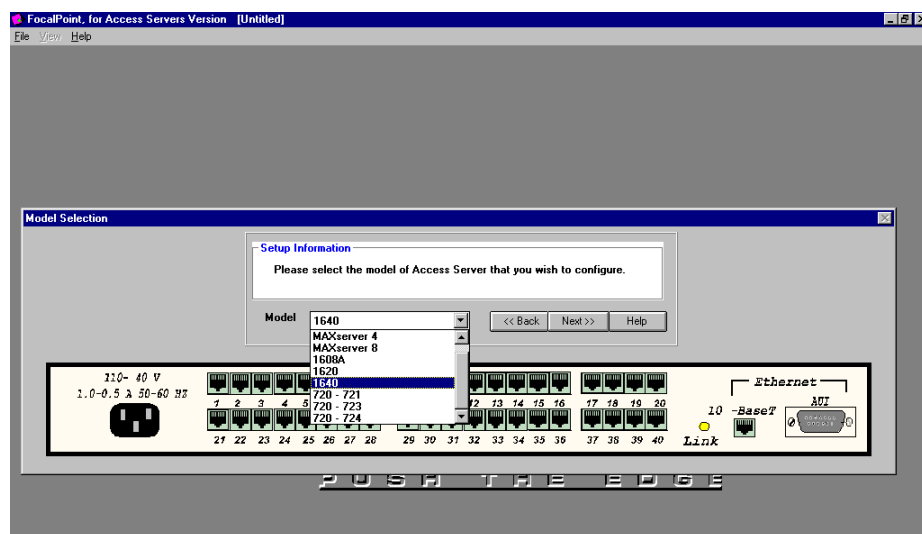 FocalPoint, for Access Servers Version [Untitled]
File View Help
Model Selection
Setup Information
Please select the model of Access Server that you wish to configure.
Model 1640 << Back Next >> Help
MAXserver 4
MAXserver 8
1608A
1620
1640
720 - 721
720 - 723
720 - 724
110- 40 V
1.0-0.5 A 50-60 HZ
1 2 3 4 5 12 13 14 15 16 17 18 19 20
21 22 23 24 25 26 27 28 29 30 31 32 33 34 35 36 37 38 39 40
Ethernet
10 -BaseT AUI
Link
PUSH THE EDGE